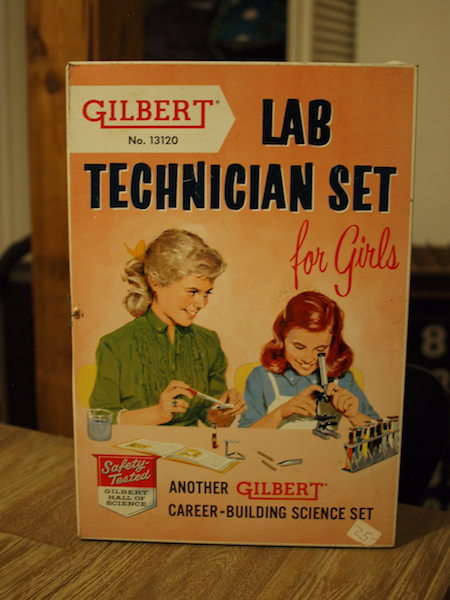 GILBERT®
No. 13120
LAB
TECHNICIAN SET
for Girls
Safety-
Tested
GILBERT
HALL OF
SCIENCE
ANOTHER GILBERT®
CAREER-BUILDING SCIENCE SET
25-